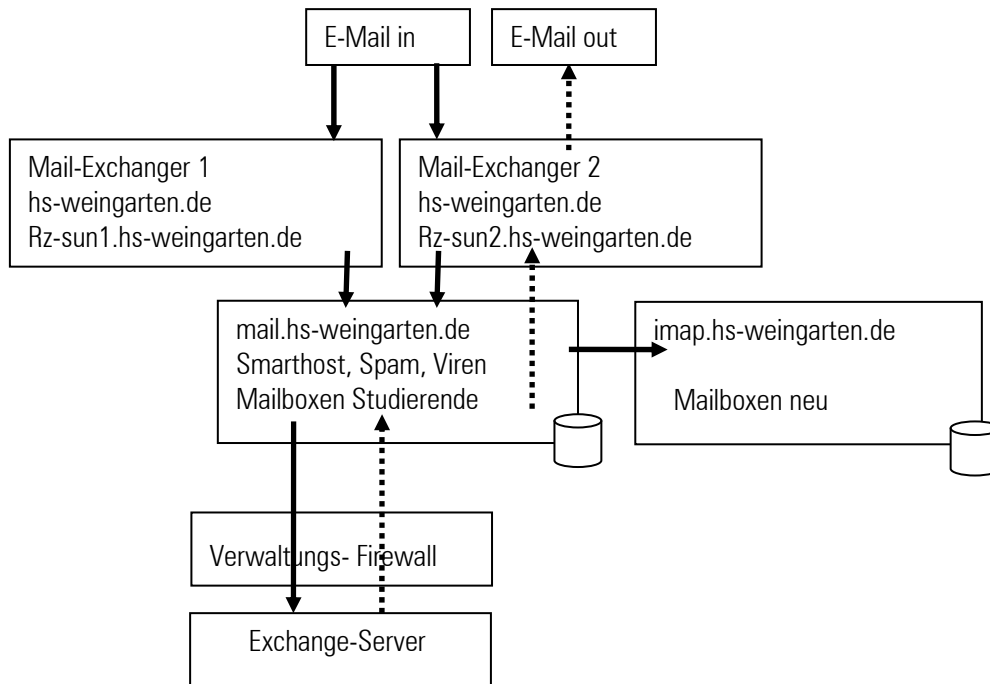 E-Mail in
E-Mail out
Mail-Exchanger 1
hs-weingarten.de
Rz-sun1.hs-weingarten.de
Mail-Exchanger 2
hs-weingarten.de
Rz-sun2.hs-weingarten.de
mail.hs-weingarten.de
Smarthost, Spam, Viren
Mailboxen Studierende
imap.hs-weingarten.de
Mailboxen neu
Verwaltungs- Firewall
Exchange-Server